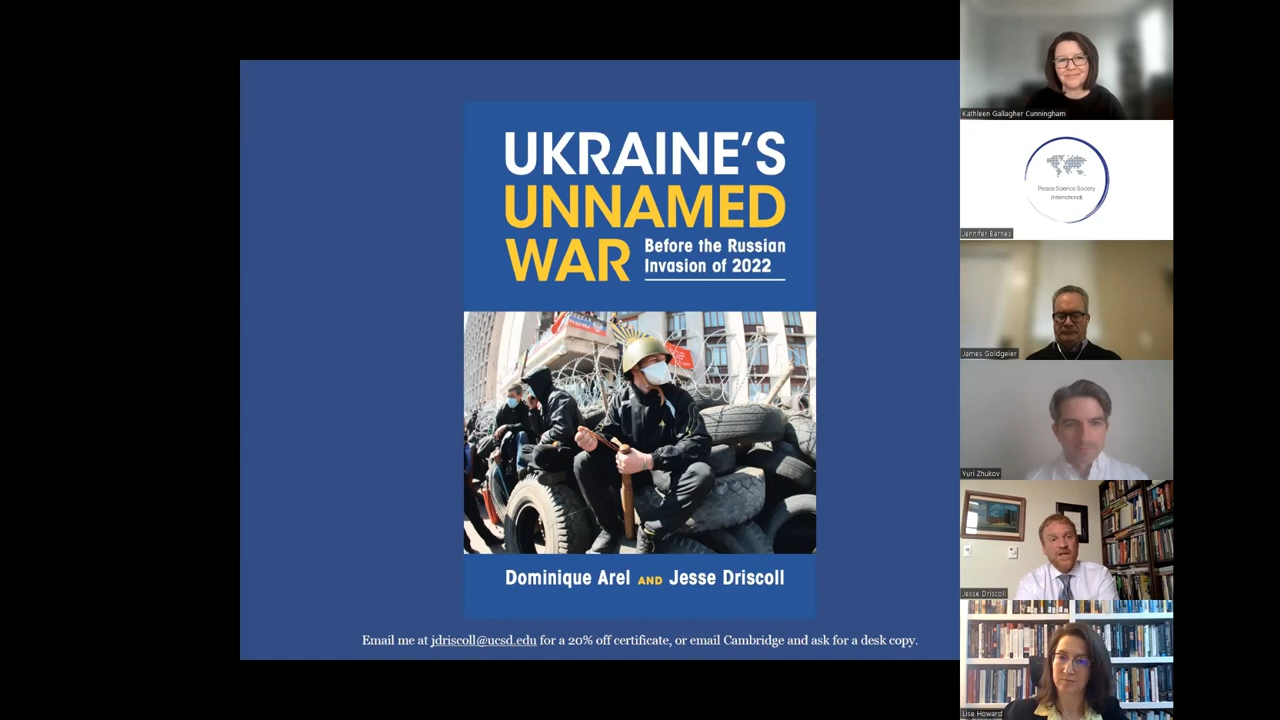 UKRAINE'S
UNNAMED
WAR
Before the Russian
Invasion of 2022
Dominique Arel AND Jesse Driscoll
Email me at jdriscoll@ucsd.edu for a 20% off certificate, or email Cambridge and ask for a desk copy.
Kathleen Gallagher Cunningham
Peace Science Society
(International)
Jennifer Barnes
James Goldgeier
Yuri Zhukov
Jesse Driscoll
Lise Howard